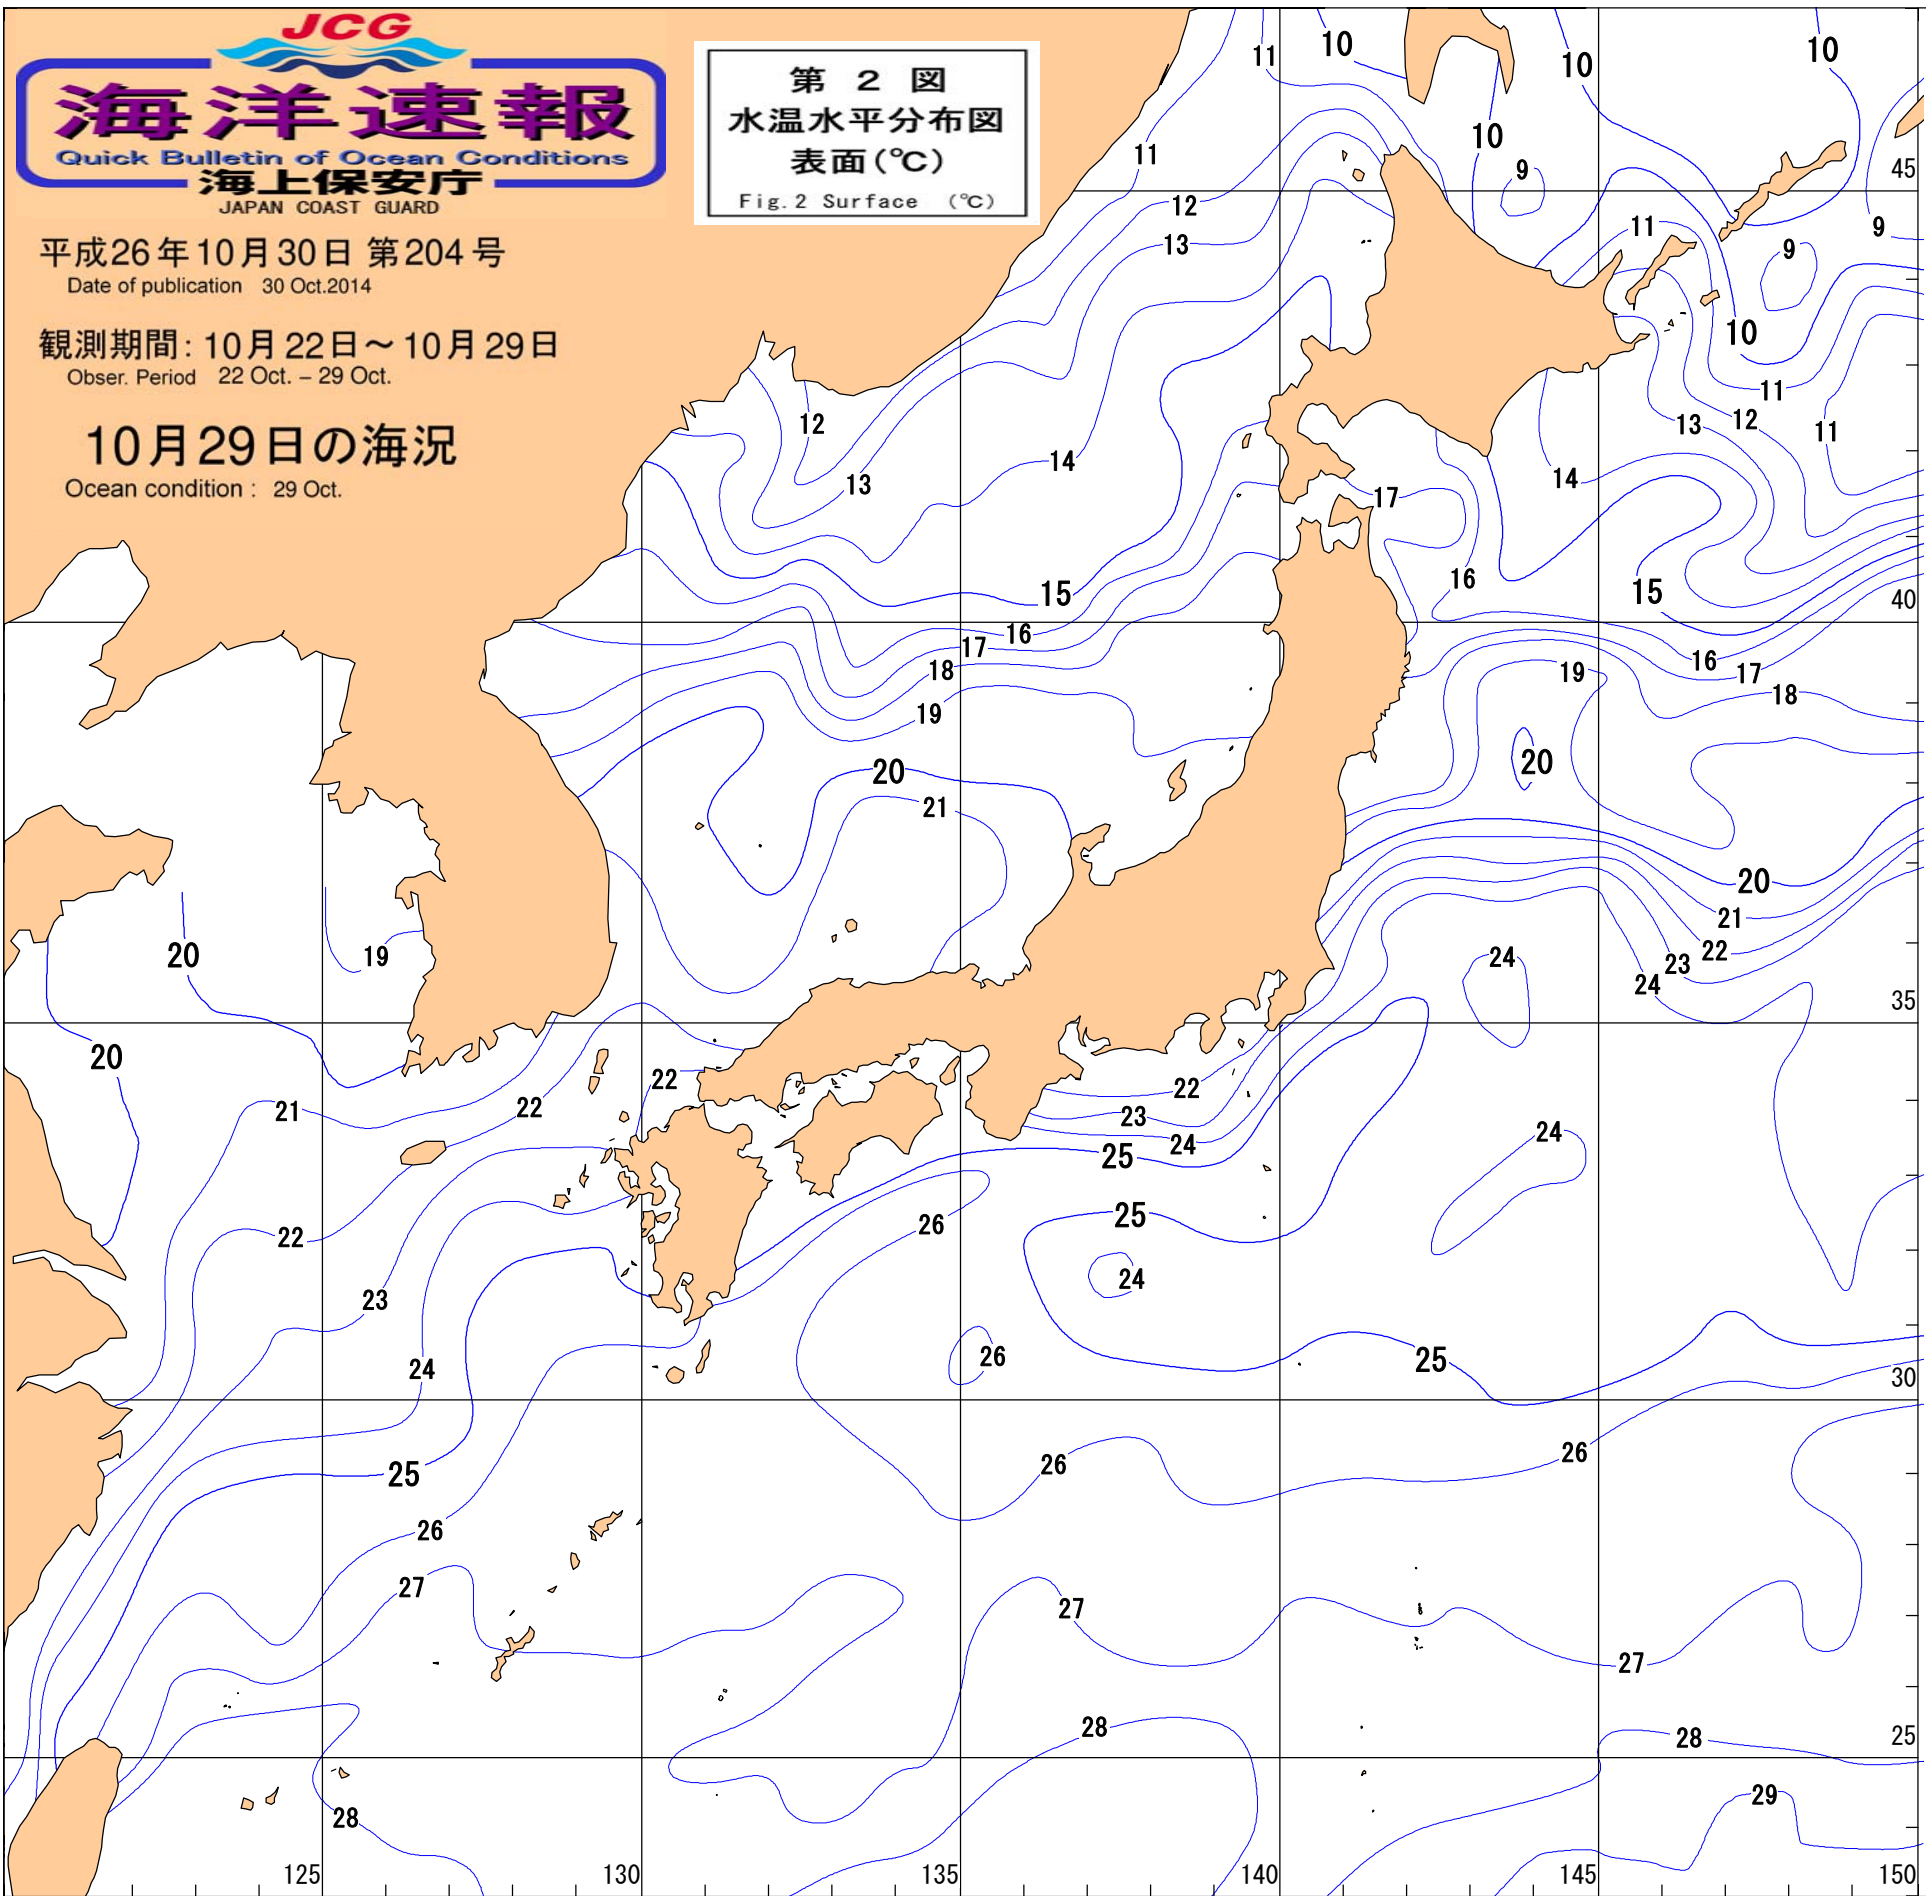 JCG
海洋速報
Quick Bulletin of Ocean Conditions
海上保安庁
JAPAN COAST GUARD
平成26年10月30日 第204号
Date of publication 30 Oct.2014
観測期間: 10月22日～10月29日
Obser. Period 22 Oct. – 29 Oct.
10月29日の海況
Ocean condition : 29 Oct.
第 2 図
水温水平分布図
表面(℃)
Fig.2 Surface (℃)
11 10 10 10
11 10 9 45
12 11 9
13 9
10
12 11
13 12 11
14 13
14
17
16
15 15 40
16
17 16
18 19 17
19 18
20 20
21
20
21
20 19 22
24 23
24
35
20
22
21 22 22
23
24 24
25
25
26
22
24
23
26 25
24 30
26 26
25
26
27
27
27
28 28 25
29
28
125 130 135 140 145 150